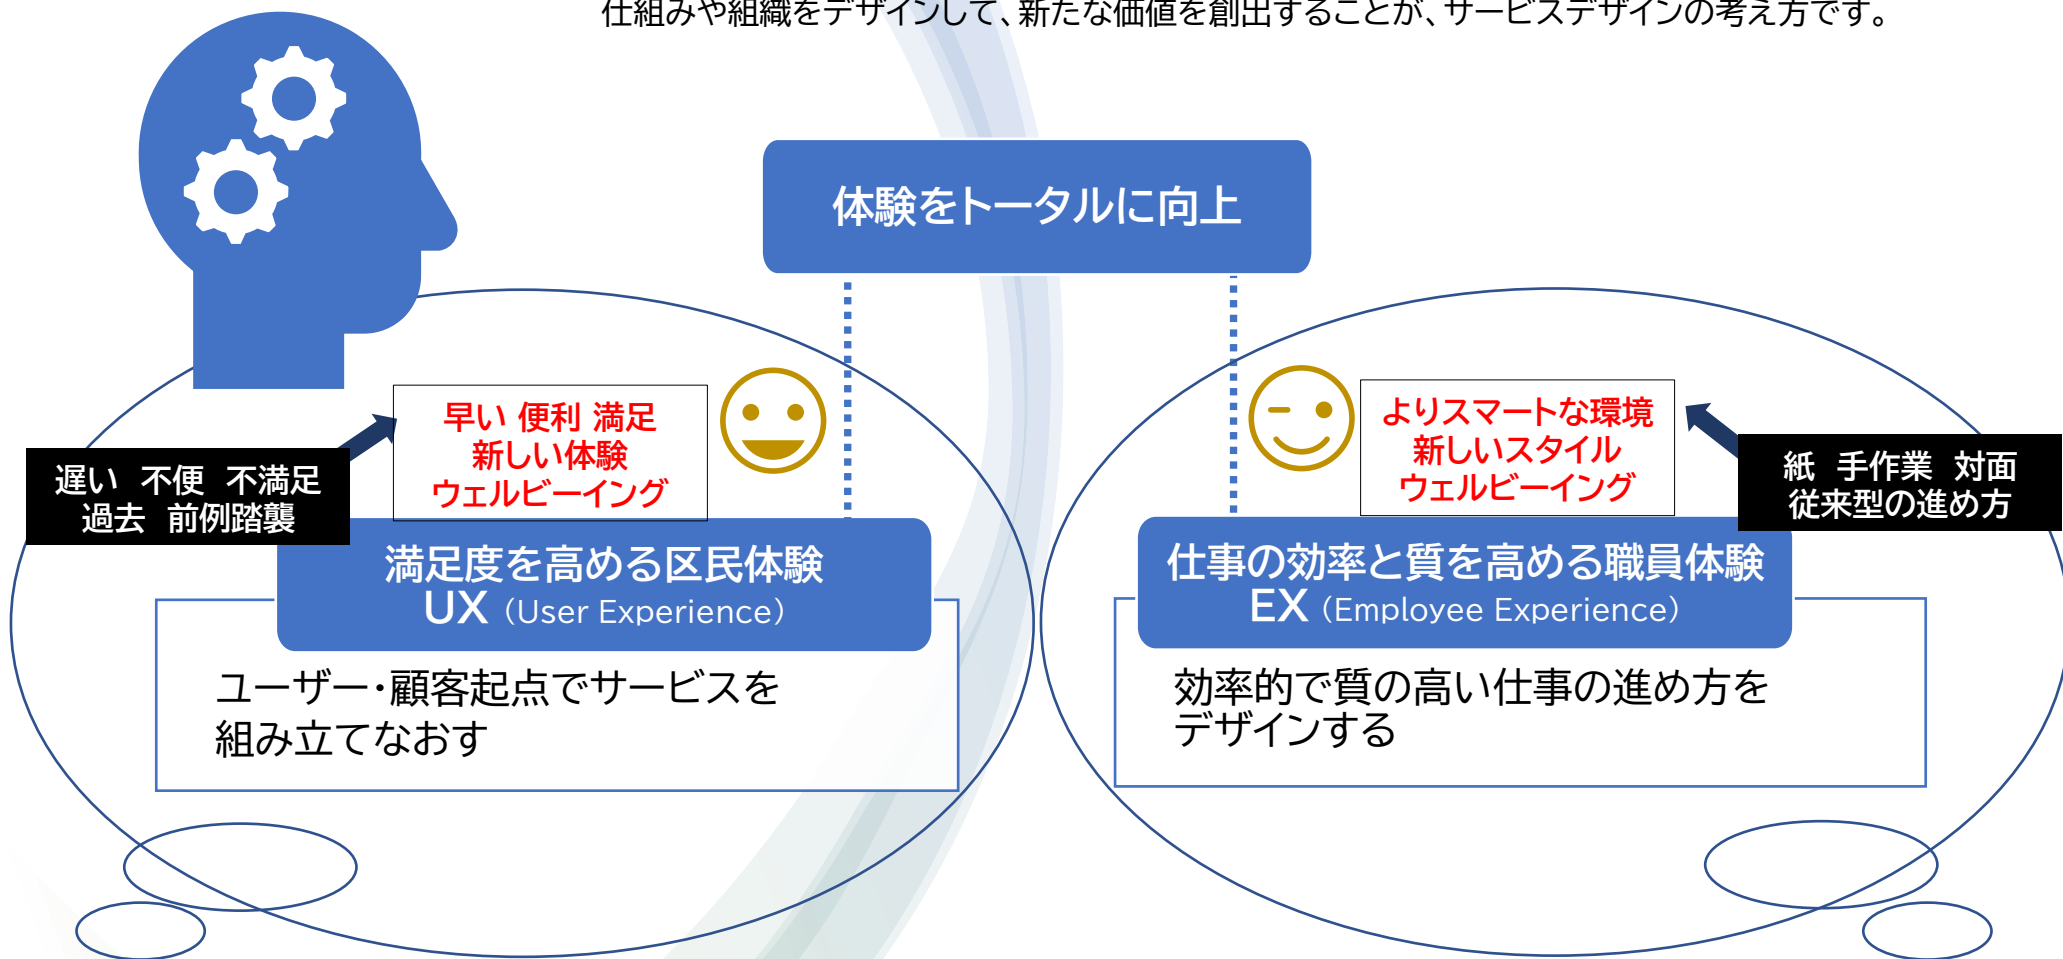 仕組みや組織をデザインして、新たな価値を創出することが、サービスデザインの考え方です。
体験をトータルに向上
早い 便利 満足
新しい体験
ウェルビーイング
遅い 不便 不満足
過去 前例踏襲
満足度を高める区民体験
UX（User Experience）
ユーザー・顧客起点でサービスを
組み立てなおす
よりスマートな環境
新しいスタイル
ウェルビーイング
紙 手作業 対面
従来型の進め方
仕事の効率と質を高める職員体験
EX（Employee Experience）
効率的で質の高い仕事の進め方を
デザインする